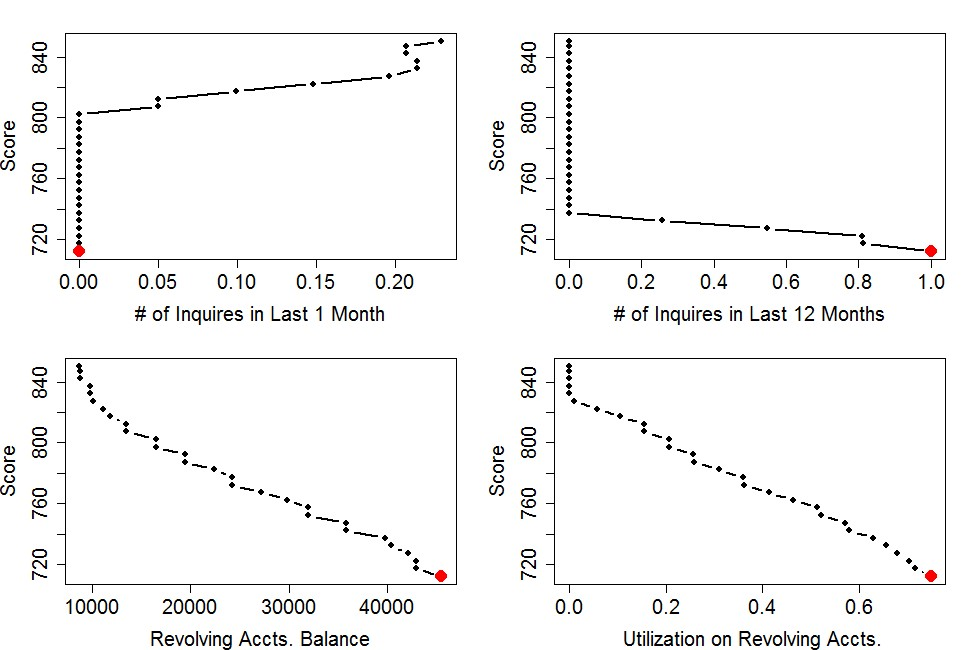 Score
840
800
760
720
0.00 0.05 0.10 0.15 0.20
# of Inquires in Last 1 Month
Score
840
800
760
720
0.0 0.2 0.4 0.6 0.8 1.0
# of Inquires in Last 12 Months
Score
840
800
760
720
10000 20000 30000 40000
Revolving Accts. Balance
Score
840
800
760
720
0.0 0.2 0.4 0.6
Utilization on Revolving Accts.